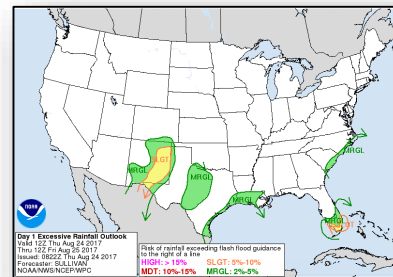 MRGL
SLGT
MRGL
MRGL
MRGL
MRGL
SLGT
NOAA
Day 1 Excessive Rainfall Outlook
Valid 12Z Thu Aug 24 2017
Thru 12Z Fri Aug 25 2017
Issued: 0822Z Thu Aug 24 2017
Forecaster: SULLIVAN
NOAA/NWS/NCEP/WPC
Risk of rainfall exceeding flash flood guidance
to the right of a line
HIGH: > 15% SLGT: 5%-10%
MDT: 10%-15% MRGL: 2%-5%